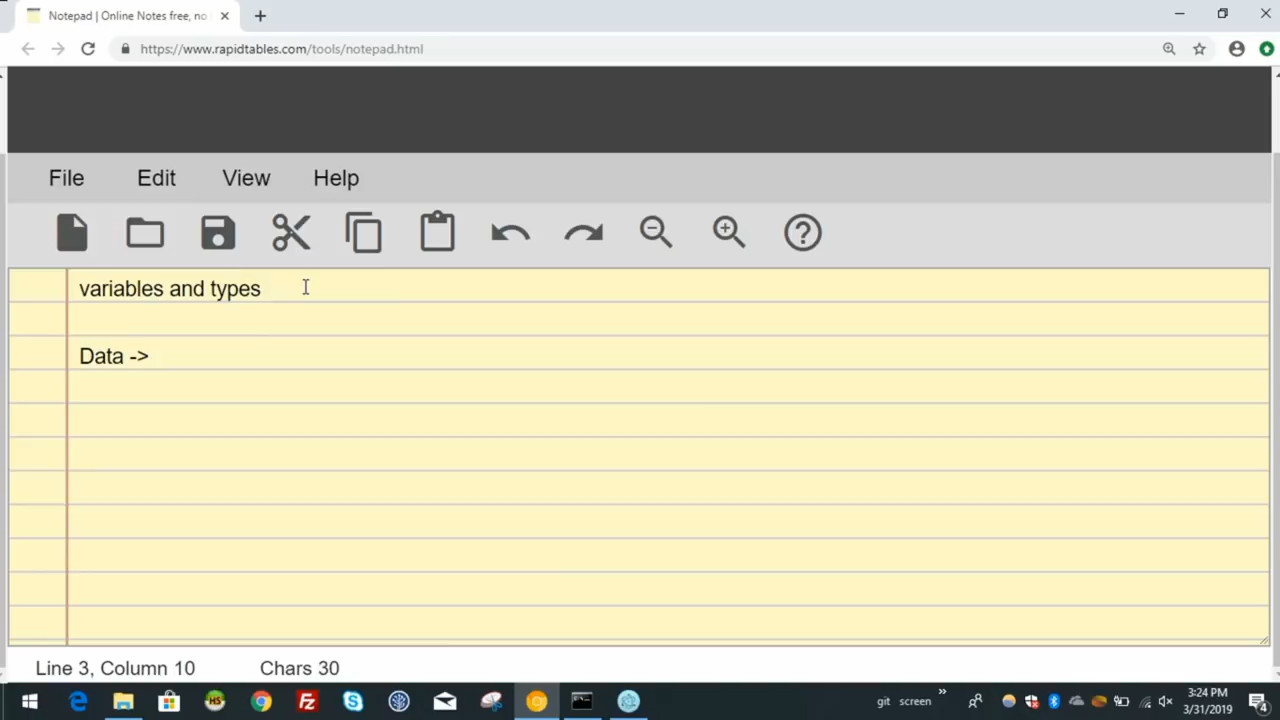 Notepad | Online Notes free, no
https://www.rapidtables.com/tools/notepad.html
File Edit View Help
variables and types
Data ->
Line 3, Column 10 Chars 30
git screen
3:24 PM
3/31/2019
4